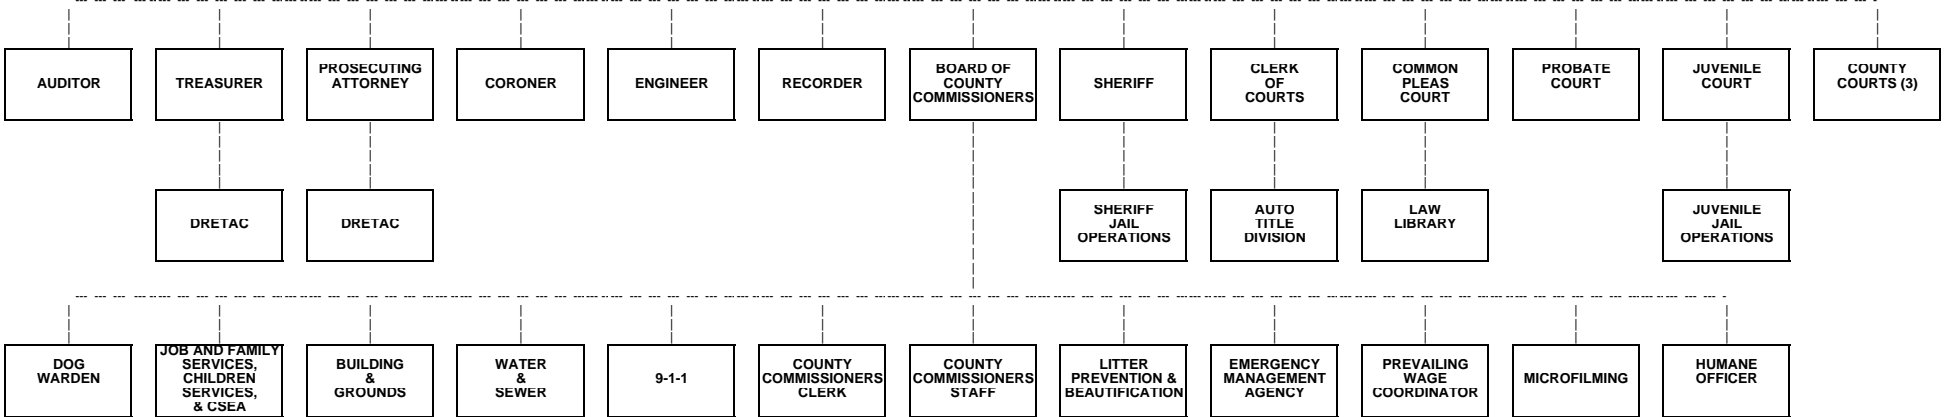 AUDITOR
TREASURER
PROSECUTING
ATTORNEY
CORONER
ENGINEER
RECORDER
BOARD OF
COUNTY
COMMISSIONERS
SHERIFF
CLERK
OF
COURTS
COMMON
PLEAS
COURT
PROBATE
COURT
JUVENILE
COURT
COUNTY
COURTS (3)
DRETAC
DRETAC
SHERIFF
JAIL
OPERATIONS
AUTO
TITLE
DIVISION
LAW
LIBRARY
JUVENILE
JAIL
OPERATIONS
DOG
WARDEN
JOB AND FAMILY
SERVICES,
CHILDREN
SERVICES,
& CSEA
BUILDING
&
GROUNDS
WATER
&
SEWER
9-1-1
COUNTY
COMMISSIONERS
CLERK
COUNTY
COMMISSIONERS
STAFF
LITTER
PREVENTION &
BEAUTIFICATION
EMERGENCY
MANAGEMENT
AGENCY
PREVAILING
WAGE
COORDINATOR
MICROFILMING
HUMANE
OFFICER